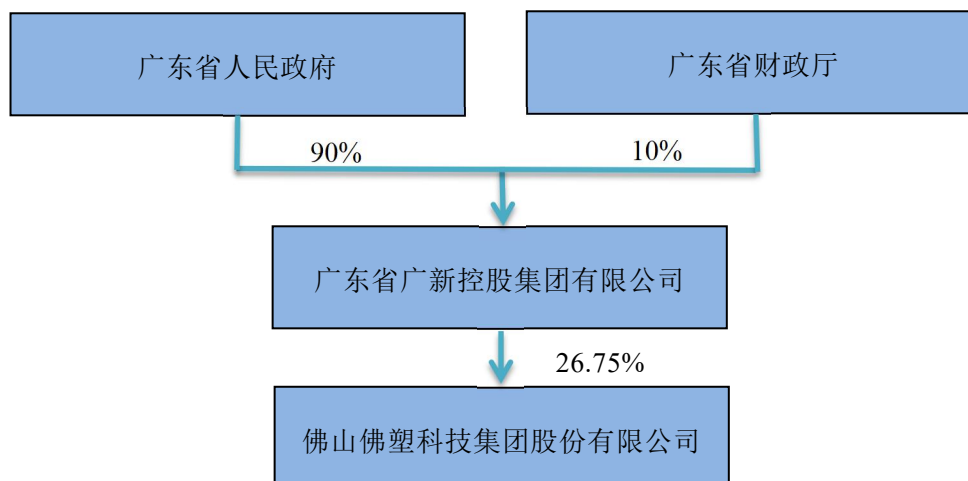 广东省人民政府
广东省财政厅
90%
10%
广东省广新控股集团有限公司
26.75%
佛山佛塑科技集团股份有限公司